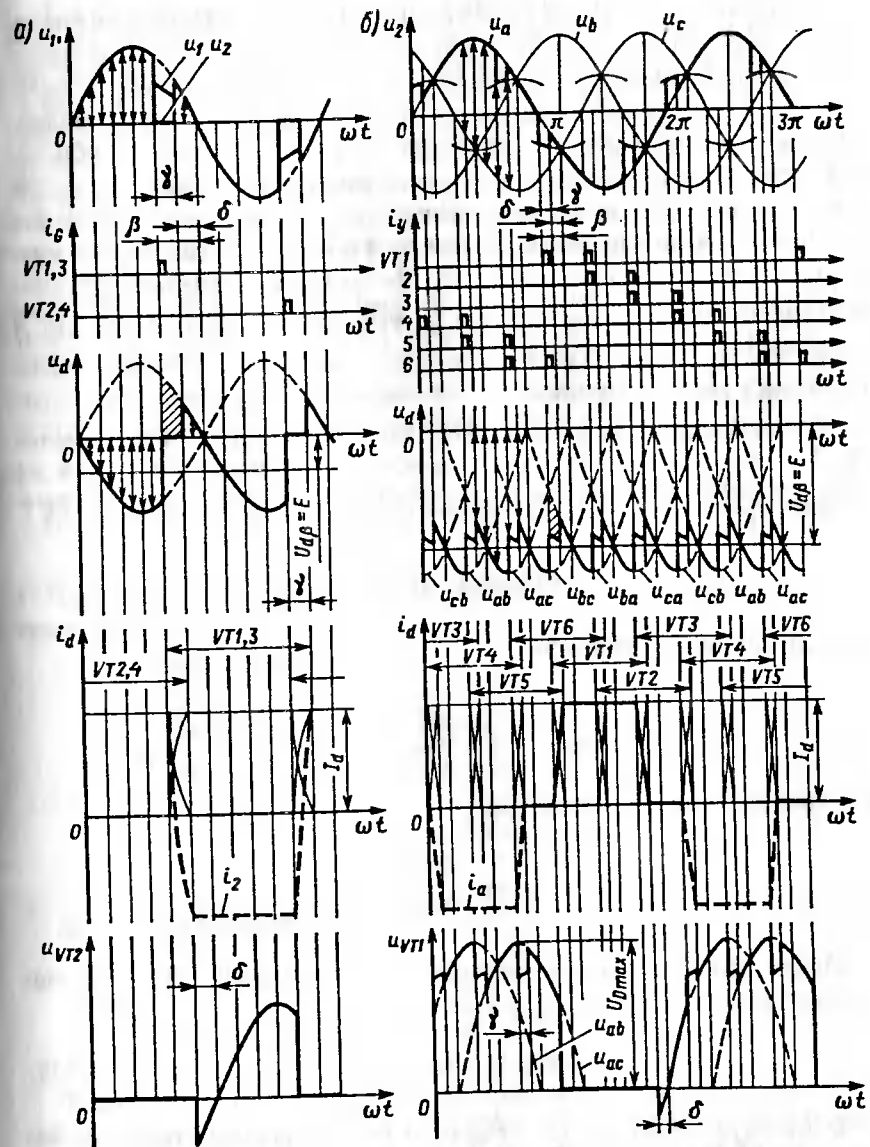 а) u₁,
u₁ u₂
0
ωt
γ
β
δ
i_G
VT1,3
VT2,4
ωt
u_d
0
ωt
U_dβ = E
γ
i_d
VT1,3
VT2,4
I_d
0
ωt
i₂
u_VT2
δ
0
ωt
б) u₂
u_a
u_b
u_c
0
π
2π
3π
ωt
δ
γ
β
i_y
VT1
2
3
4
5
6
ωt
u_d
0
ωt
U_dβ = E
u_cb u_ab u_ac u_bc u_ba u_ca u_cb u_ab u_ac
i_d
VT3 VT6 VT3 VT6
VT4 VT1 VT4
VT5 VT2 VT5
I_d
0
ωt
i_a
u_VT1
U_Dmax
γ
u_ab
u_ac
0
δ
ωt